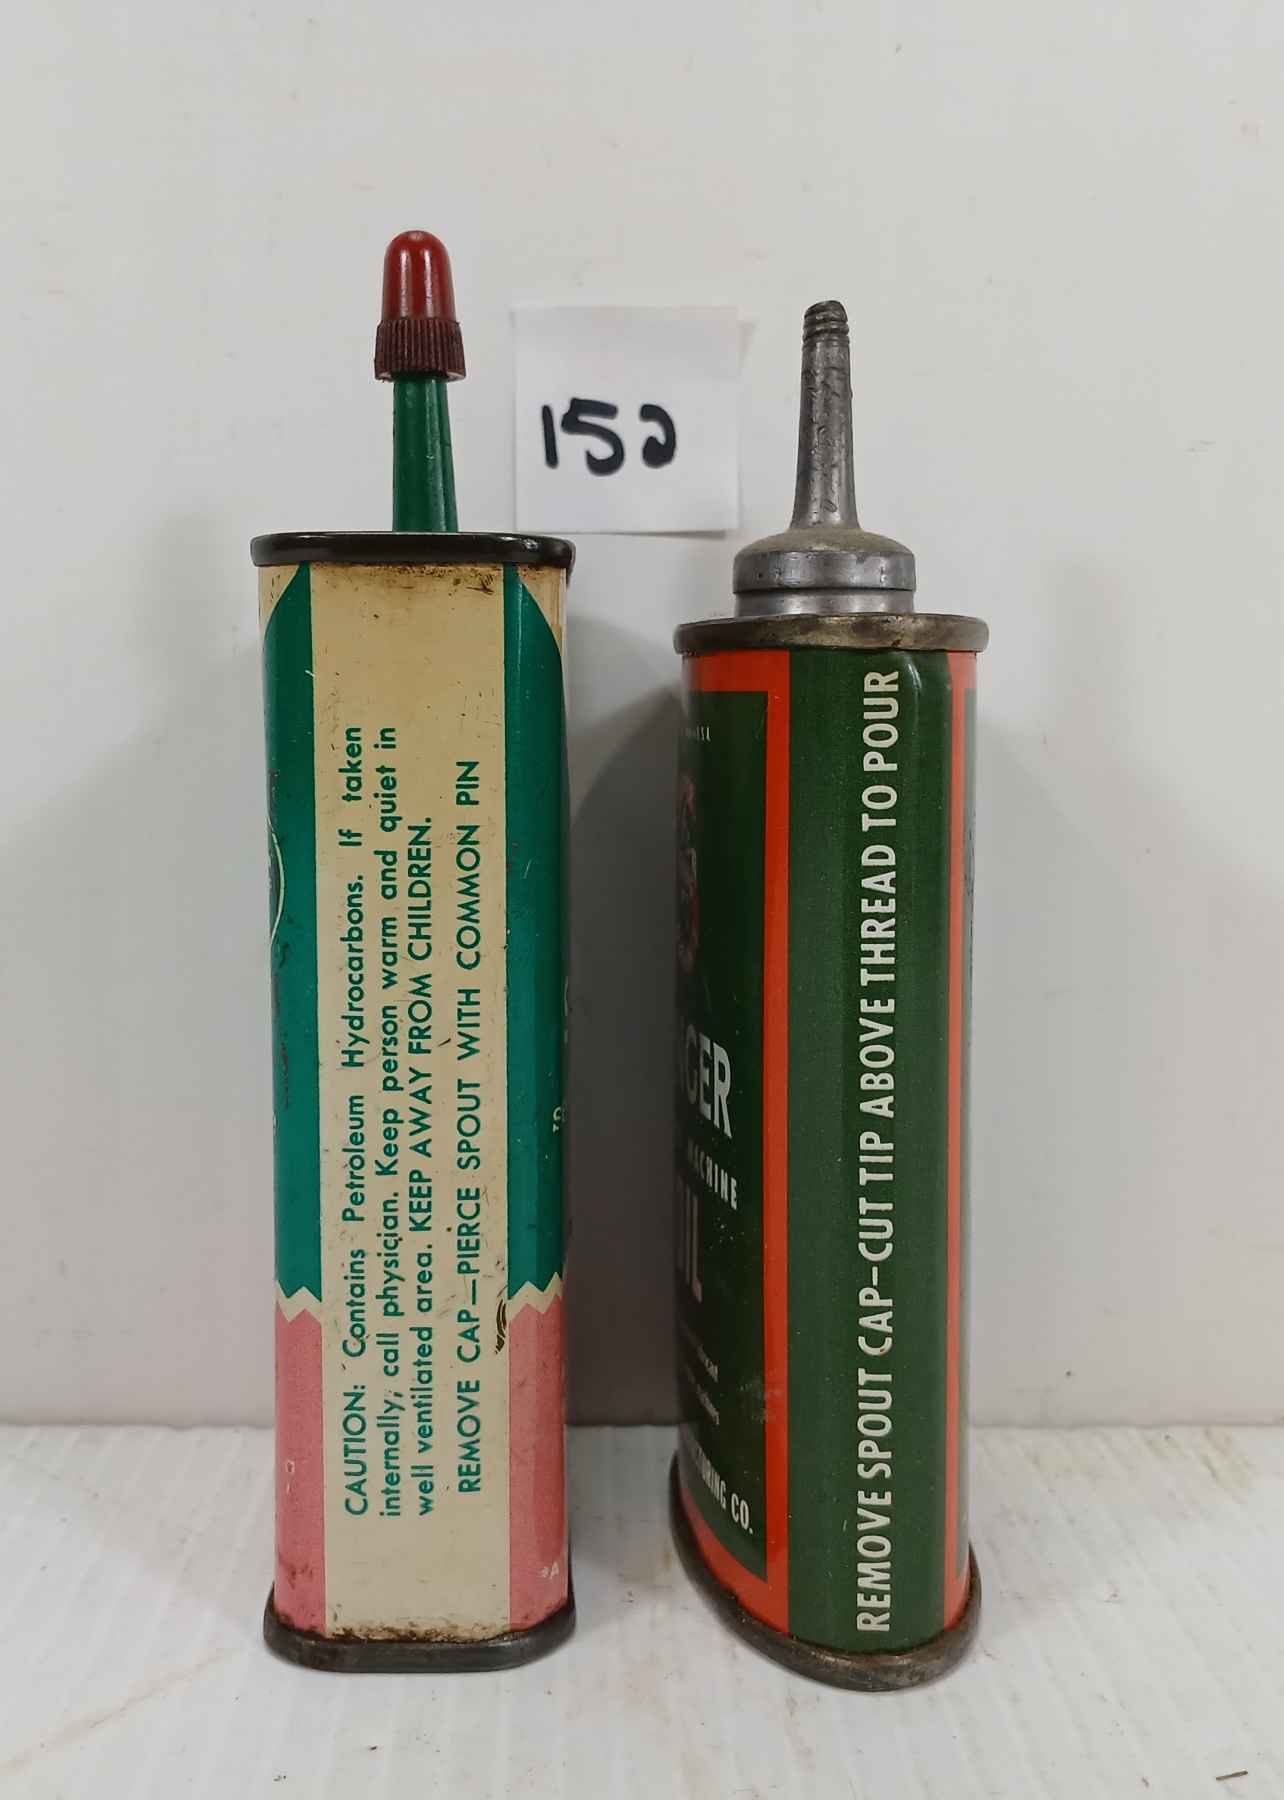 152
CAUTION: Contains Petroleum Hydrocarbons. If taken
internally, call physician. Keep person warm and quiet in
well ventilated area. KEEP AWAY FROM CHILDREN.
REMOVE CAP—PIERCE SPOUT WITH COMMON PIN
*A
U S A
GER
MACHINE
IL
CTURING CO.
REMOVE SPOUT CAP–CUT TIP ABOVE THREAD TO POUR